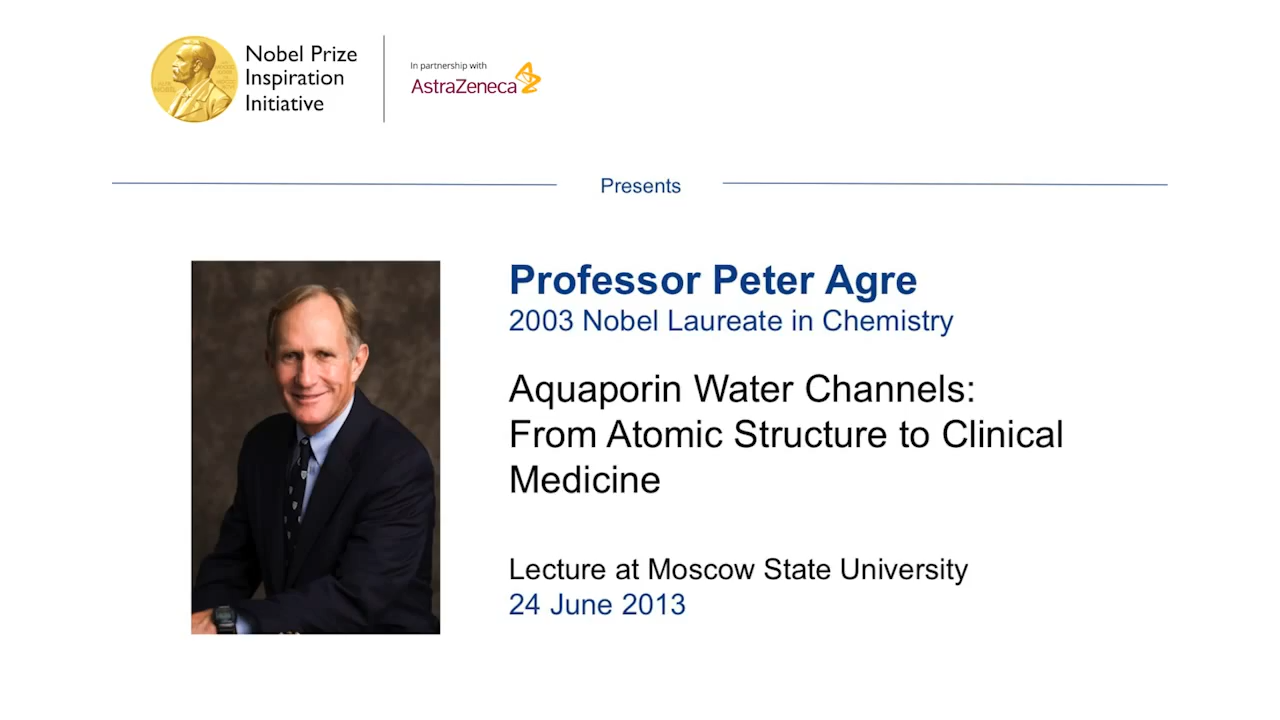 Nobel Prize
Inspiration
Initiative
In partnership with
AstraZeneca
Presents
Professor Peter Agre
2003 Nobel Laureate in Chemistry
Aquaporin Water Channels:
From Atomic Structure to Clinical
Medicine
Lecture at Moscow State University
24 June 2013